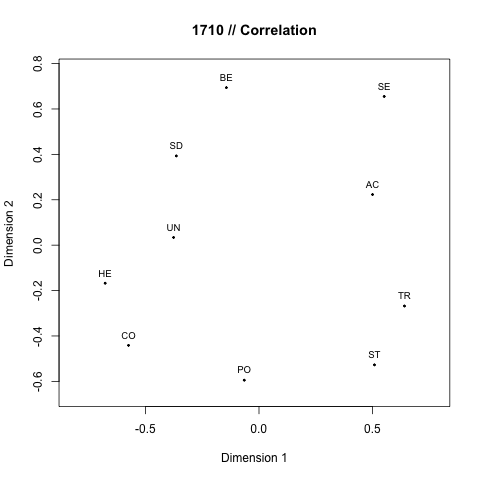 1710 // Correlation
0.8
BE
SE
0.6
SD
0.4
AC
0.2
UN
0.0
Dimension 2
HE
-0.2
TR
CO
-0.4
ST
PO
-0.6
-0.5
0.0
0.5
Dimension 1